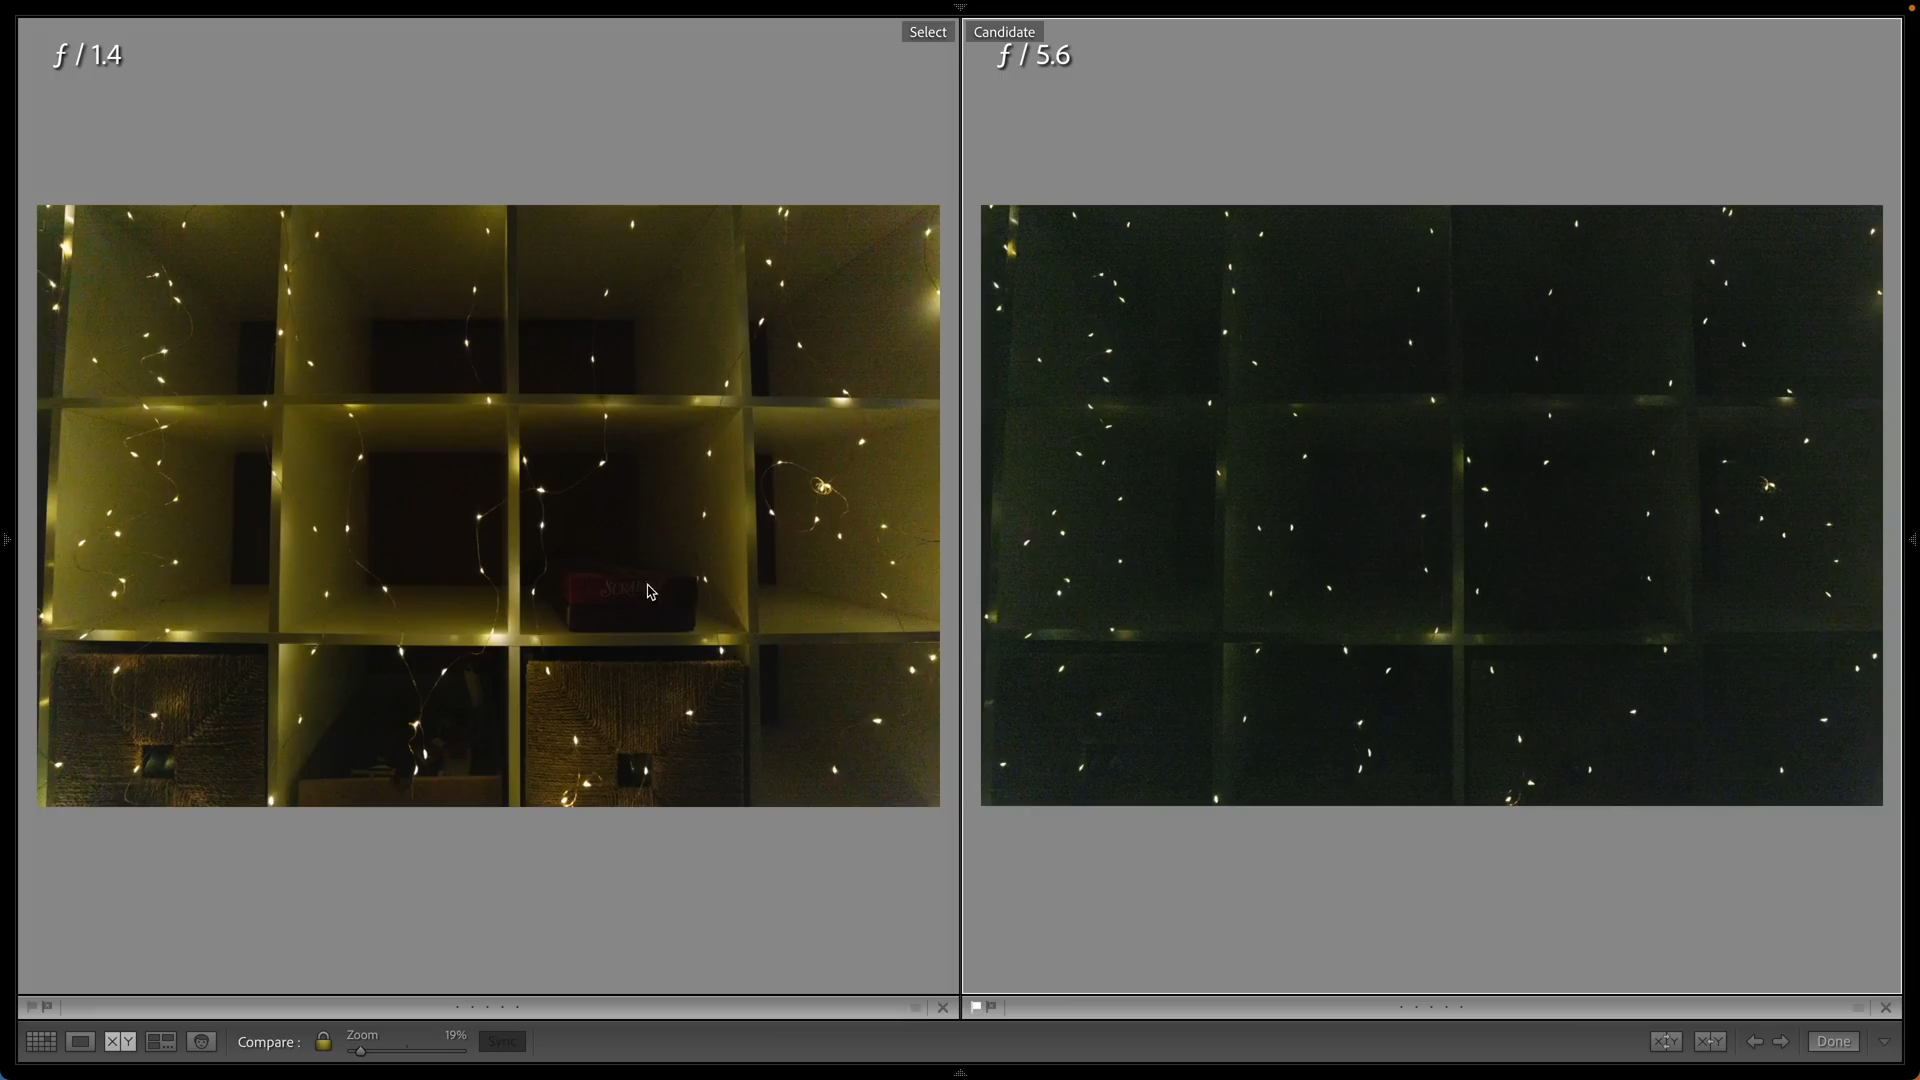 Select
Candidate
ƒ / 1.4
ƒ / 5.6
X Y
Compare :
Zoom
19%
Sync
X Y
X Y
Done